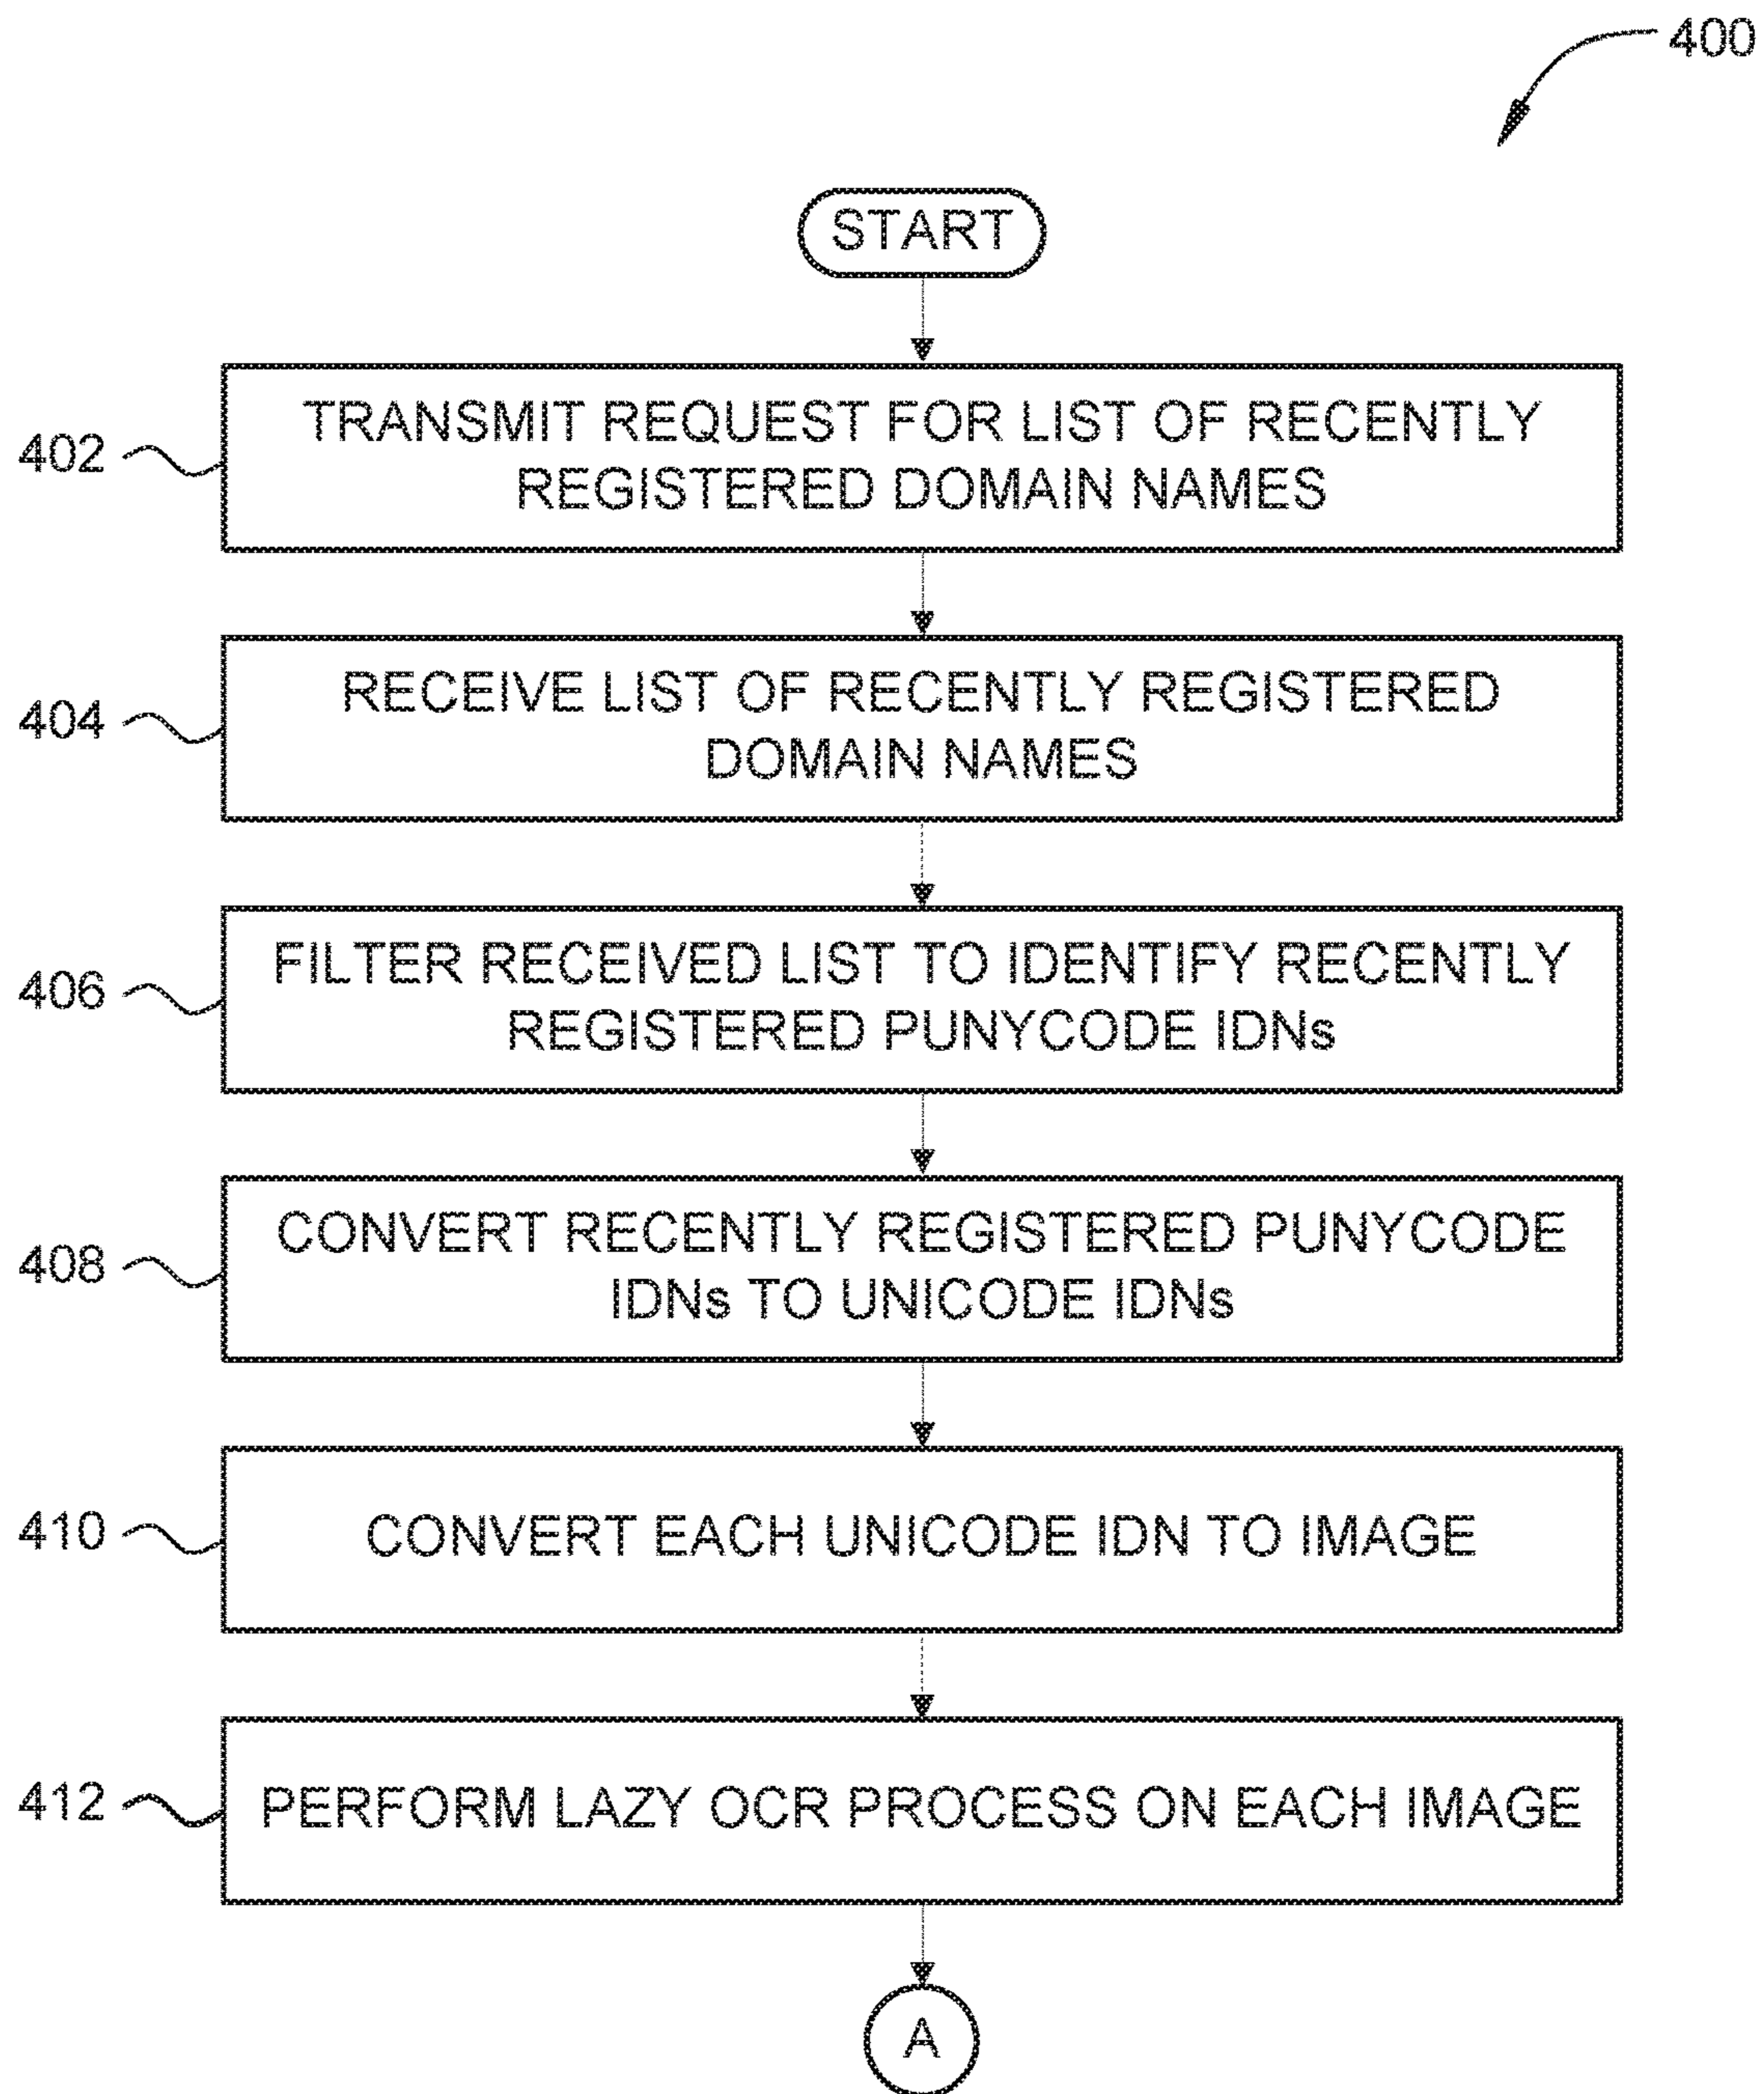 400
START
402
TRANSMIT REQUEST FOR LIST OF RECENTLY
REGISTERED DOMAIN NAMES
404
RECEIVE LIST OF RECENTLY REGISTERED
DOMAIN NAMES
406
FILTER RECEIVED LIST TO IDENTIFY RECENTLY
REGISTERED PUNYCODE IDNs
408
CONVERT RECENTLY REGISTERED PUNYCODE
IDNs TO UNICODE IDNs
410
CONVERT EACH UNICODE IDN TO IMAGE
412
PERFORM LAZY OCR PROCESS ON EACH IMAGE
A